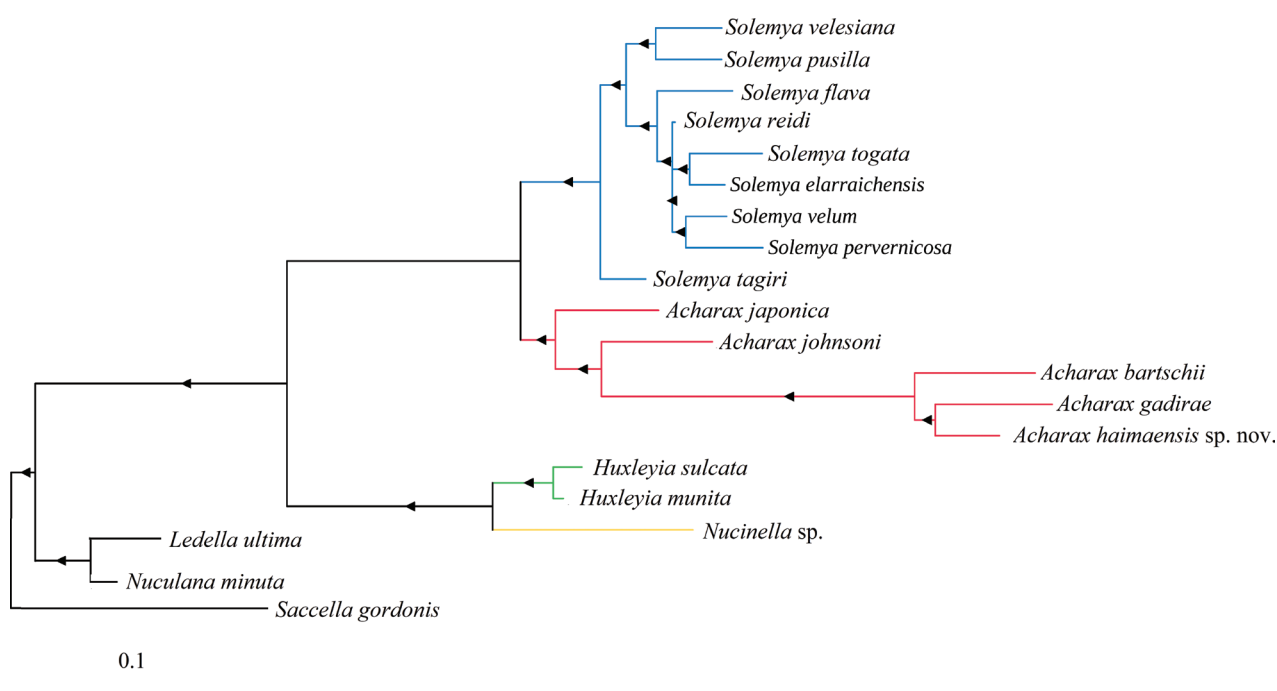 Solemya velesiana
Solemya pusilla
Solemya flava
Solemya reidi
Solemya togata
Solemya elarraichensis
Solemya velum
Solemya pervernicosa
Solemya tagiri
Acharax japonica
Acharax johnsoni
Acharax bartschii
Acharax gadirae
Acharax haimaensis sp. nov.
Huxleyia sulcata
Huxleyia munita
Nucinella sp.
Ledella ultima
Nuculana minuta
Saccella gordonis
0.1